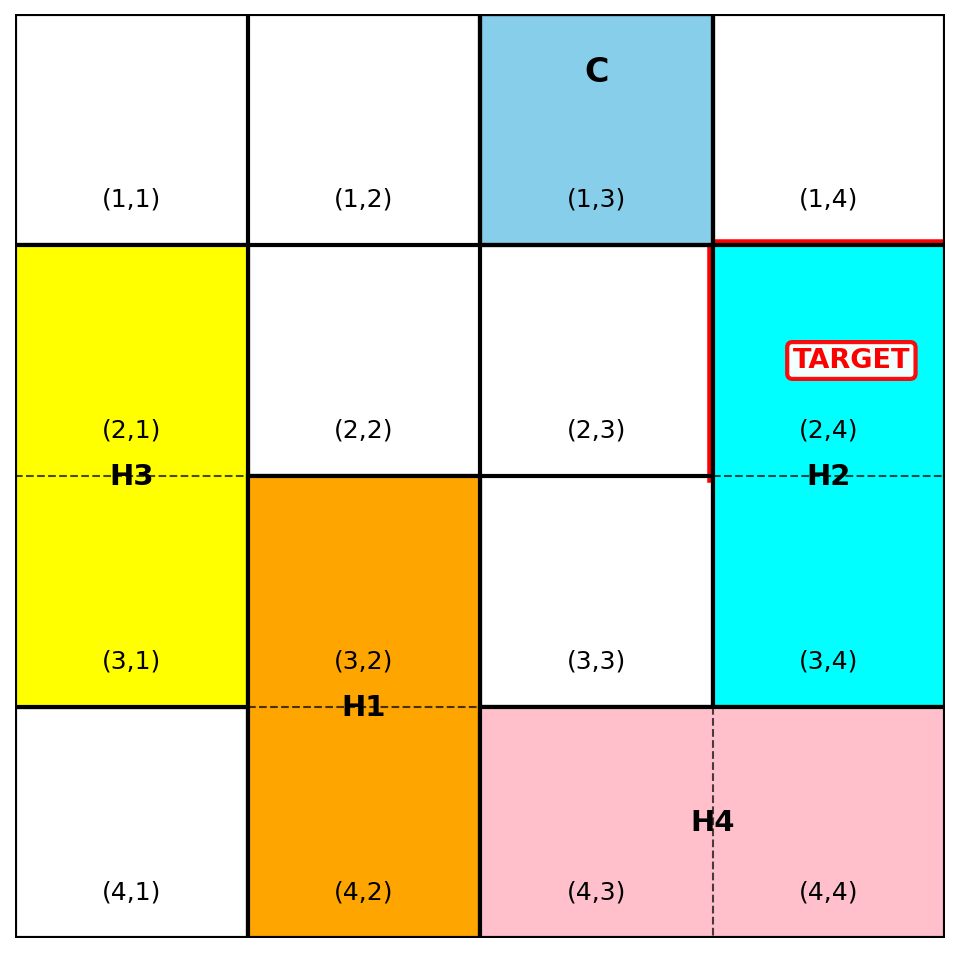 C
(1,1) (1,2) (1,3) (1,4)
TARGET
(2,1) (2,2) (2,3) (2,4)
H3 H2
(3,1) (3,2) (3,3) (3,4)
H1
H4
(4,1) (4,2) (4,3) (4,4)